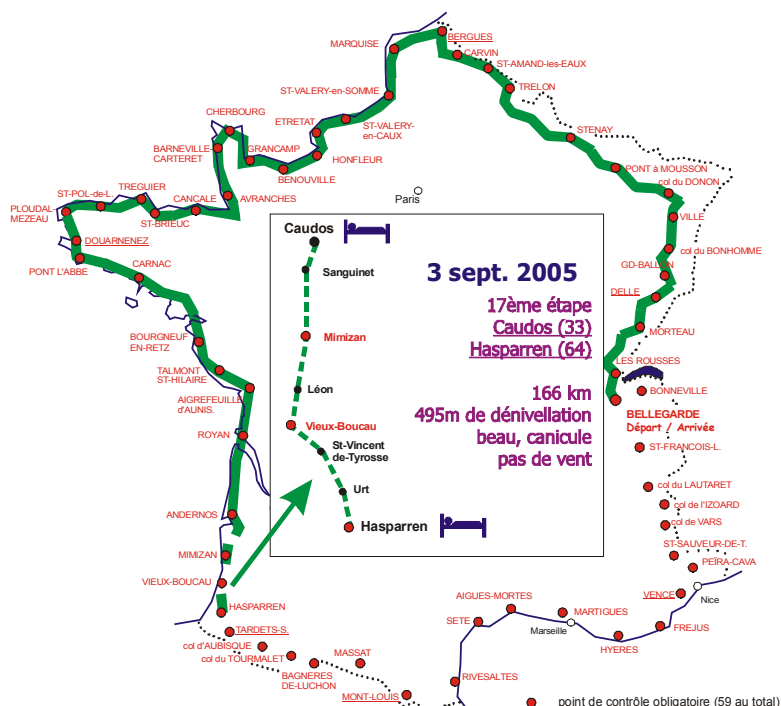 BERGUES
MARQUISE
CARVIN
ST-AMAND-les-EAUX
ST-VALERY-en-SOMME
TRELON
CHERBOURG
ETRETAT
ST-VALERY-
en-CAUX
STENAY
BARNEVILLE-
CARTERET
GRANCAMP
HONFLEUR
BENOUVILLE
PONT à MOUSSON
col du DONON
ST-POL-de-L.
TREGUIER
CANCALE
AVRANCHES
Paris
PLOUDAL-
MEZEAU
ST-BRIEUC
VILLE
DOUARNENEZ
PONT L'ABBE
CARNAC
col du BONHOMME
GD-BALLON
DELLE
MORTEAU
BOURGNEUF
EN-RETZ
TALMONT
ST-HILAIRE
AIGREFEUILLE
d'AUNIS.
ROYAN
LES ROUSSES
BONNEVILLE
BELLEGARDE
Départ / Arrivée
ST-FRANCOIS-L.
col du LAUTARET
col de l'IZOARD
col de VARS
ST-SAUVEUR-DE-T.
PEÏRA-CAVA
Caudos
Sanguinet
Mimizan
Léon
Vieux-Boucau
St-Vincent
de-Tyrosse
Urt
Hasparren
3 sept. 2005
17ème étape
Caudos (33)
Hasparren (64)
166 km
495m de dénivellation
beau, canicule
pas de vent
ANDERNOS
MIMIZAN
VIEUX-BOUCAU
HASPARREN
TARDETS-S.
col d'AUBISQUE
col du TOURMALET
BAGNERES
DE-LUCHON
MASSAT
MONT-LOUIS
RIVESALTES
SETE
AIGUES-MORTES
MARTIGUES
Marseille
HYERES
FREJUS
VENCE
Nice
point de contrôle obligatoire (59 au total)